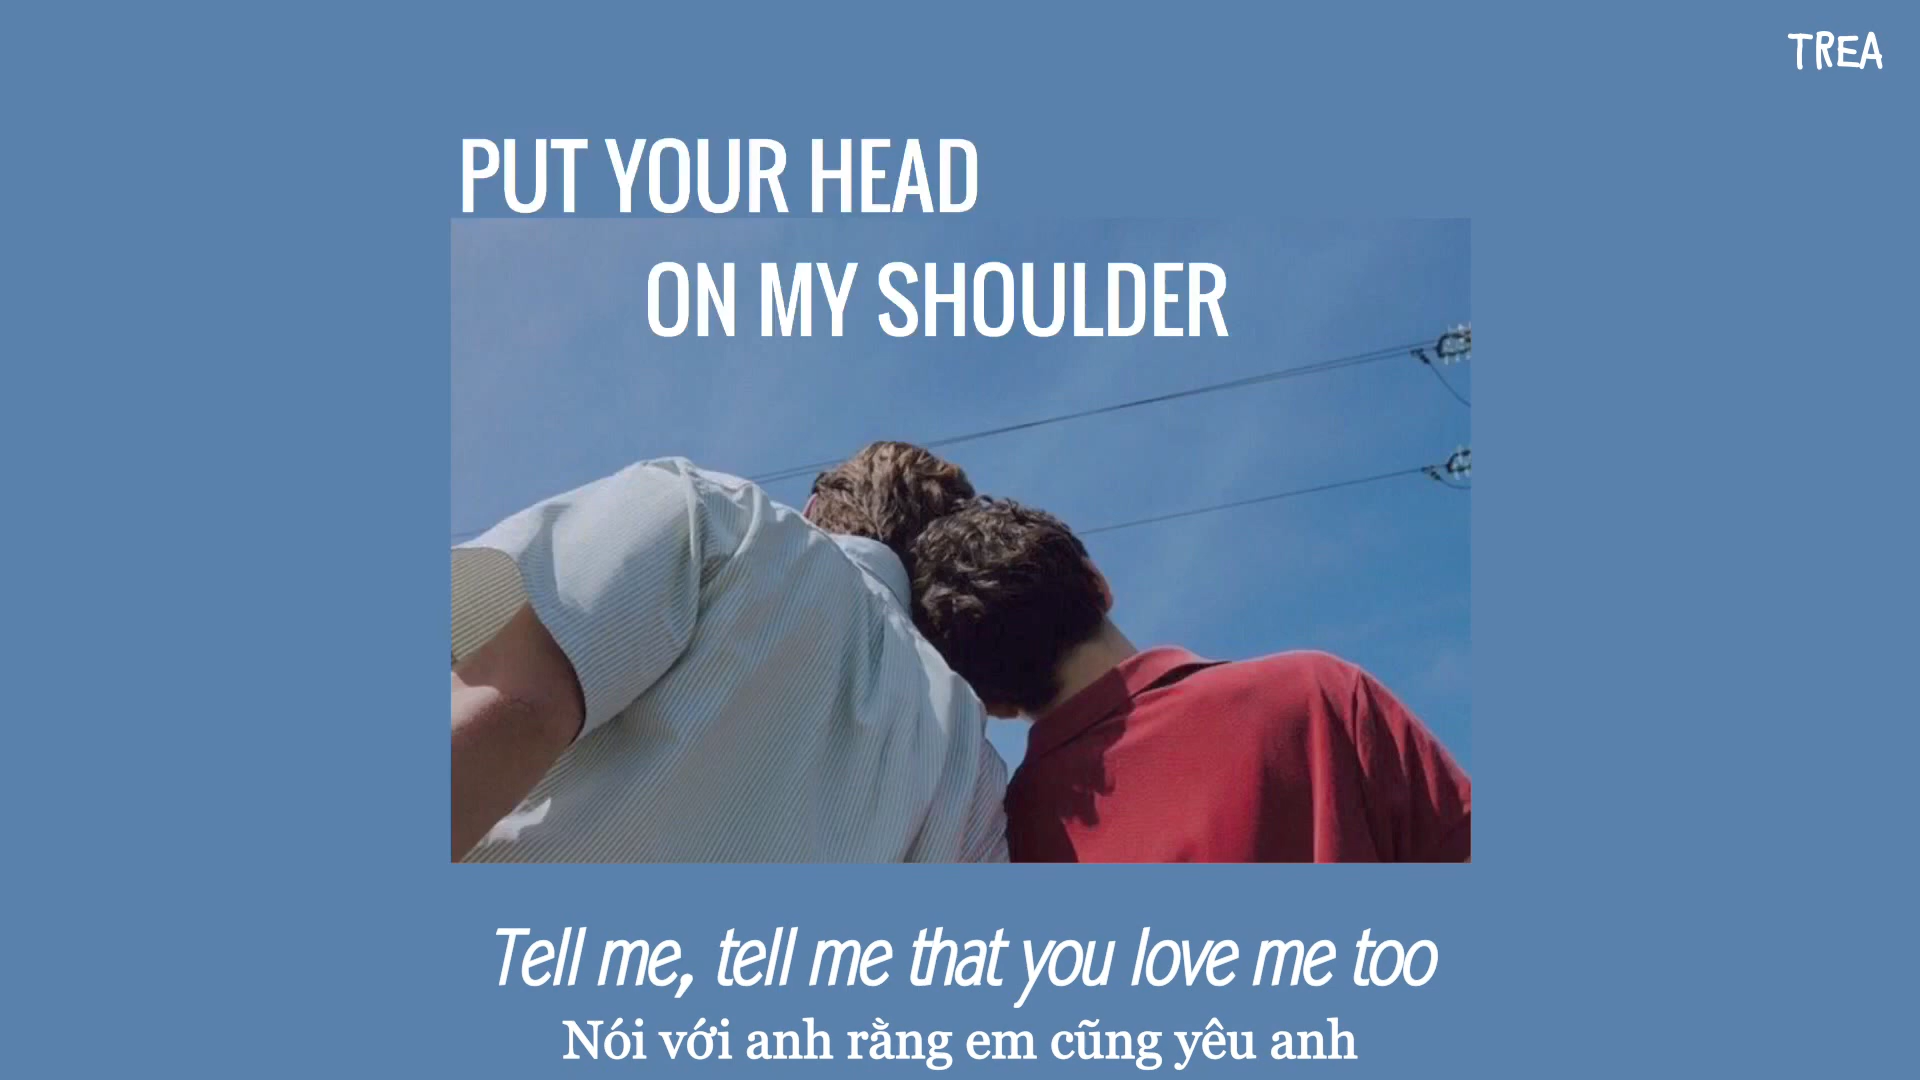 TREA
PUT YOUR HEAD
ON MY SHOULDER
Tell me, tell me that you love me too
Nói với anh rằng em cũng yêu anh